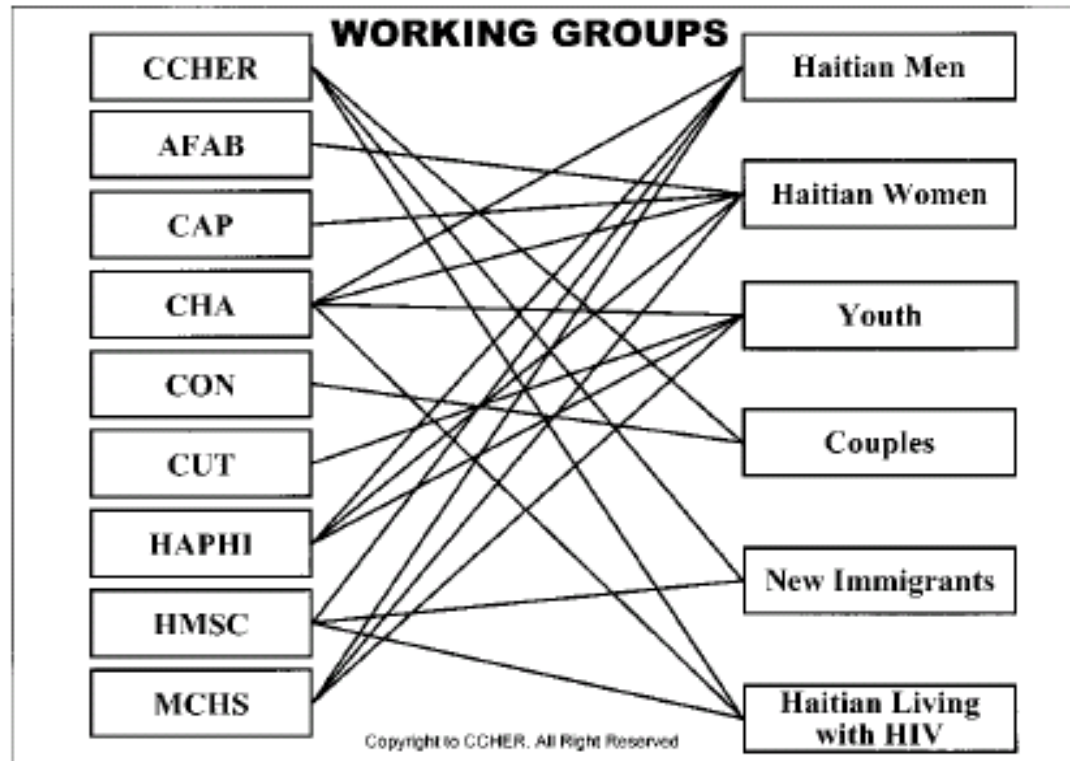 WORKING GROUPS
CCHER
AFAB
CAP
CHA
CON
CUT
HAPHI
HMSC
MCHS
Haitian Men
Haitian Women
Youth
Couples
New Immigrants
Haitian Living
with HIV
Copyright to CCHER. All Right Reserved